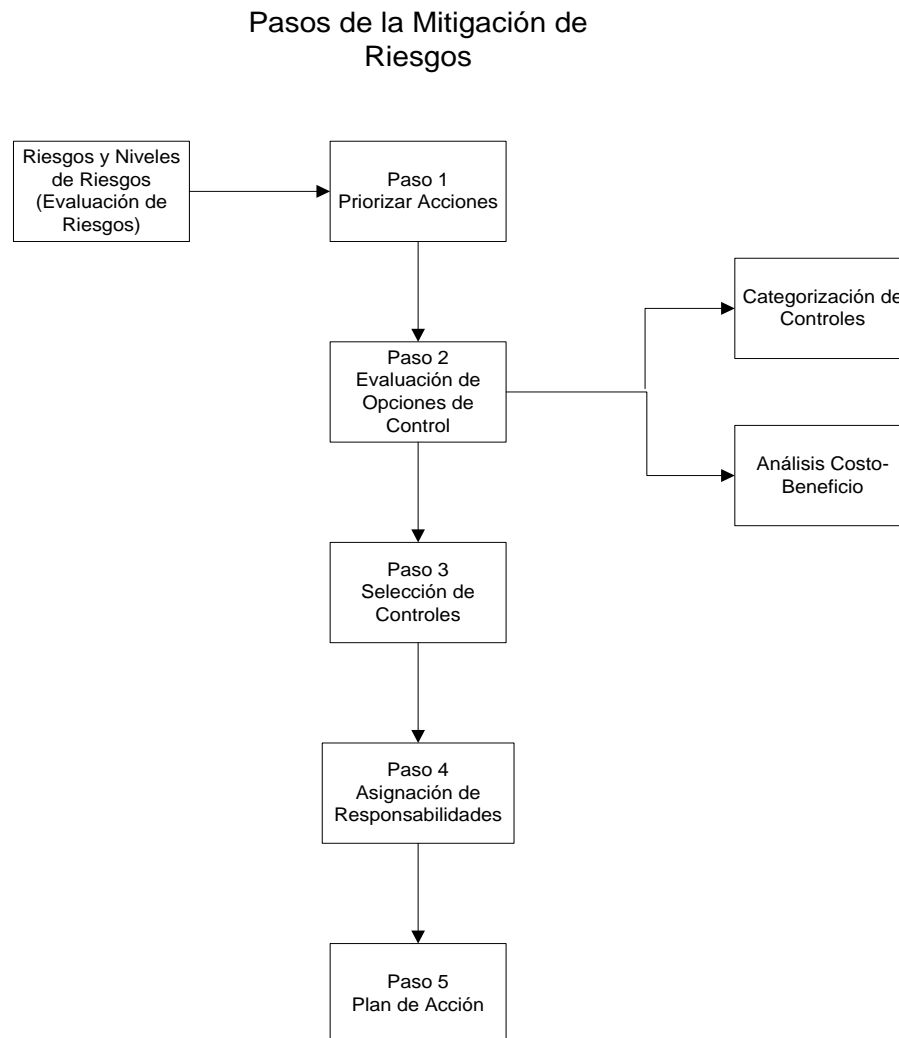 Pasos de la Mitigación de
Riesgos
Riesgos y Niveles
de Riesgos
(Evaluación de
Riesgos)
Paso 1
Priorizar Acciones
Categorización de
Controles
Paso 2
Evaluación de
Opciones de
Control
Análisis Costo-
Beneficio
Paso 3
Selección de
Controles
Paso 4
Asignación de
Responsabilidades
Paso 5
Plan de Acción